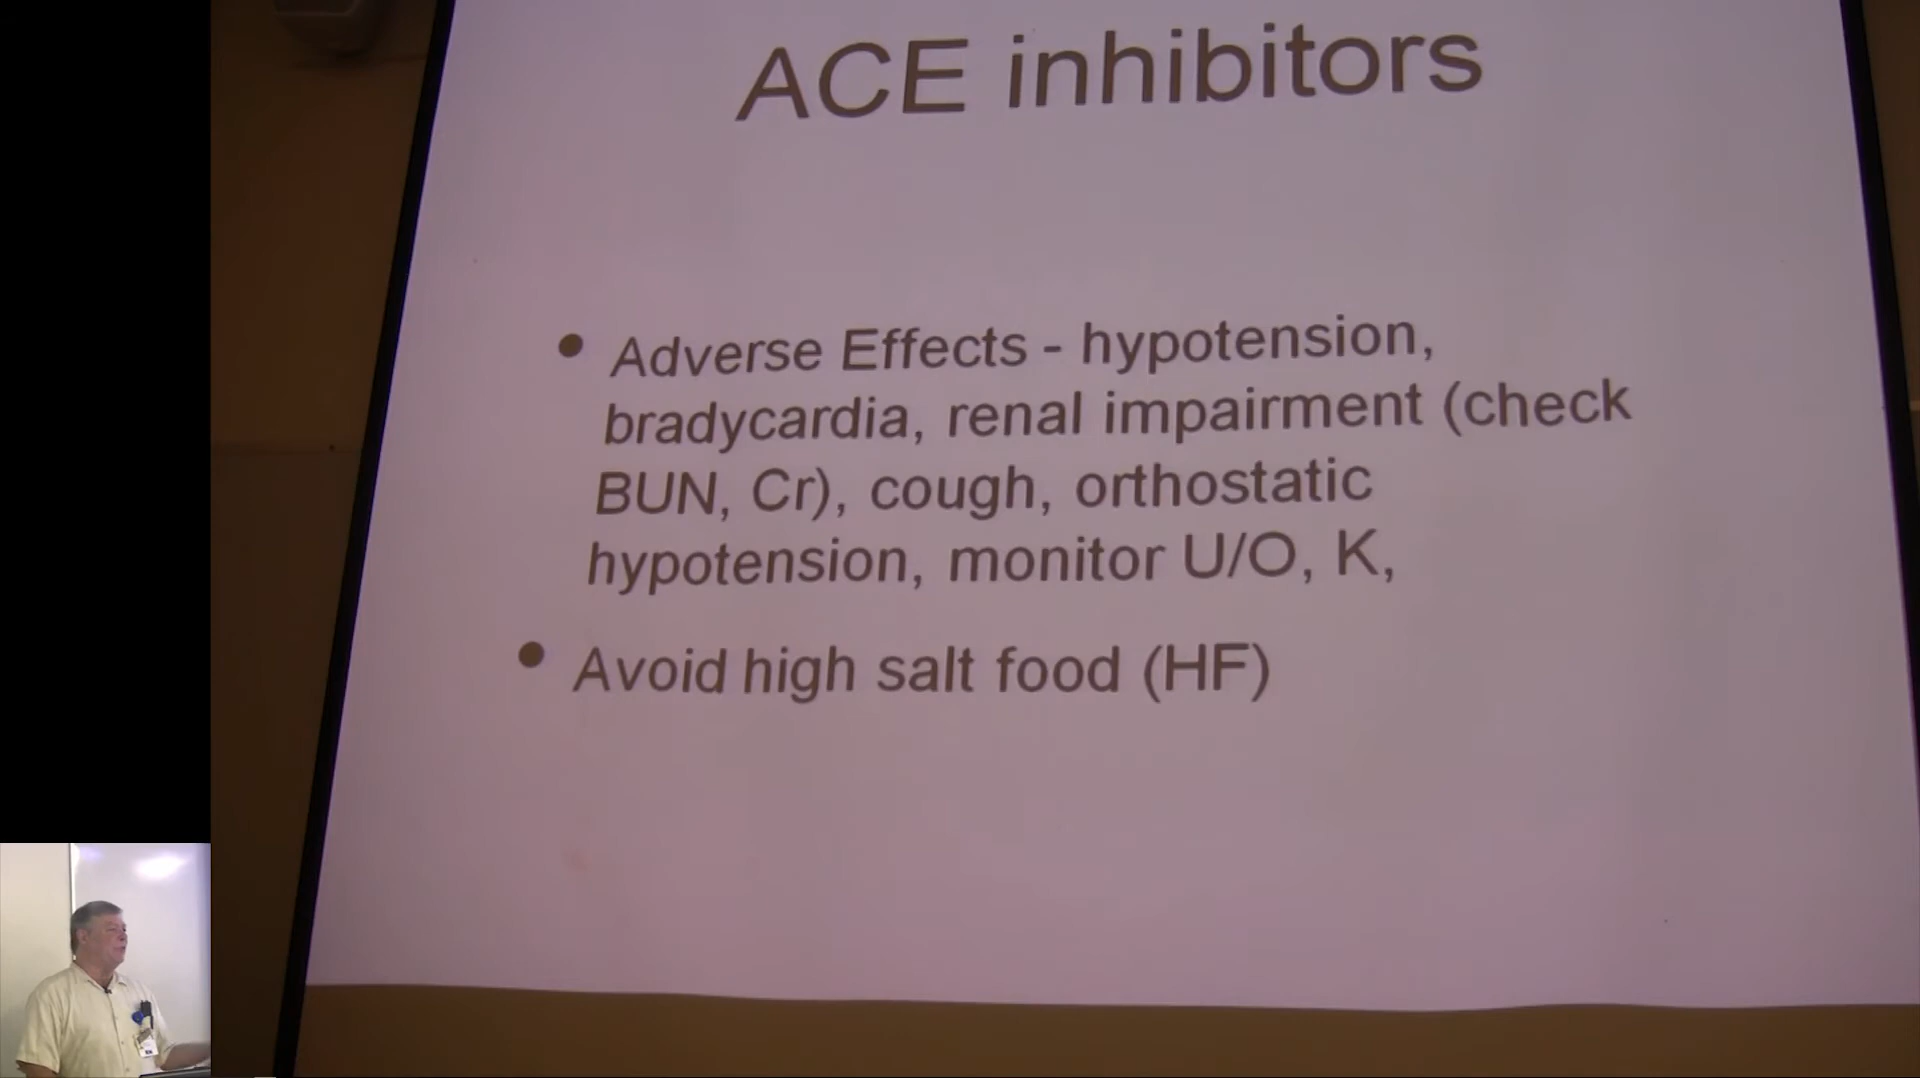 ACE inhibitors
• Adverse Effects - hypotension,
bradycardia, renal impairment (check
BUN, Cr), cough, orthostatic
hypotension, monitor U/O, K,
• Avoid high salt food (HF)